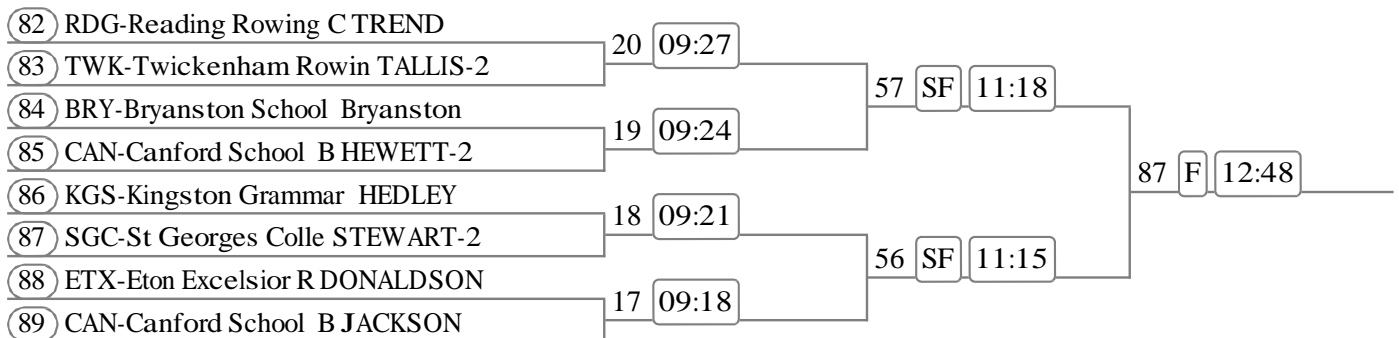 82 RDG-Reading Rowing C TREND
20 09:27
83 TWK-Twickenham Rowin TALLIS-2
57 SF 11:18
84 BRY-Bryanston School Bryanston
19 09:24
85 CAN-Canford School B HEWETT-2
87 F 12:48
86 KGS-Kingston Grammar HEDLEY
18 09:21
87 SGC-St Georges Colle STEWART-2
56 SF 11:15
88 ETX-Eton Excelsior R DONALDSON
17 09:18
89 CAN-Canford School B JACKSON